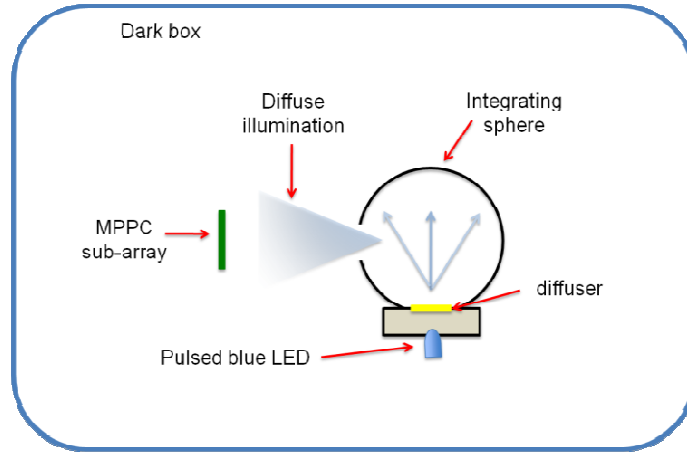 Dark box
Diffuse
illumination
Integrating
sphere
MPPC
sub-array
diffuser
Pulsed blue LED